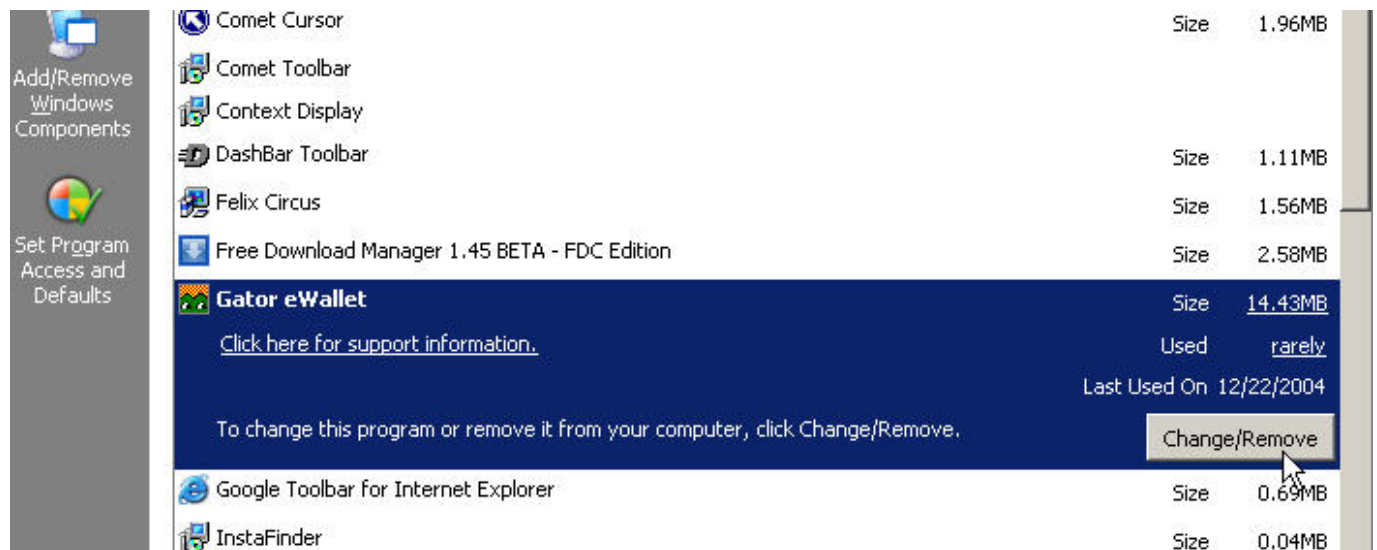 Add/Remove
Windows
Components
Set Program
Access and
Defaults
Comet Cursor Size 1.96MB
Comet Toolbar
Context Display
DashBar Toolbar Size 1.11MB
Felix Circus Size 1.56MB
Free Download Manager 1.45 BETA - FDC Edition Size 2.58MB
Gator eWallet Size 14.43MB
Click here for support information. Used rarely
Last Used On 12/22/2004
To change this program or remove it from your computer, click Change/Remove. Change/Remove
Google Toolbar for Internet Explorer Size 0.69MB
InstaFinder Size 0.04MB